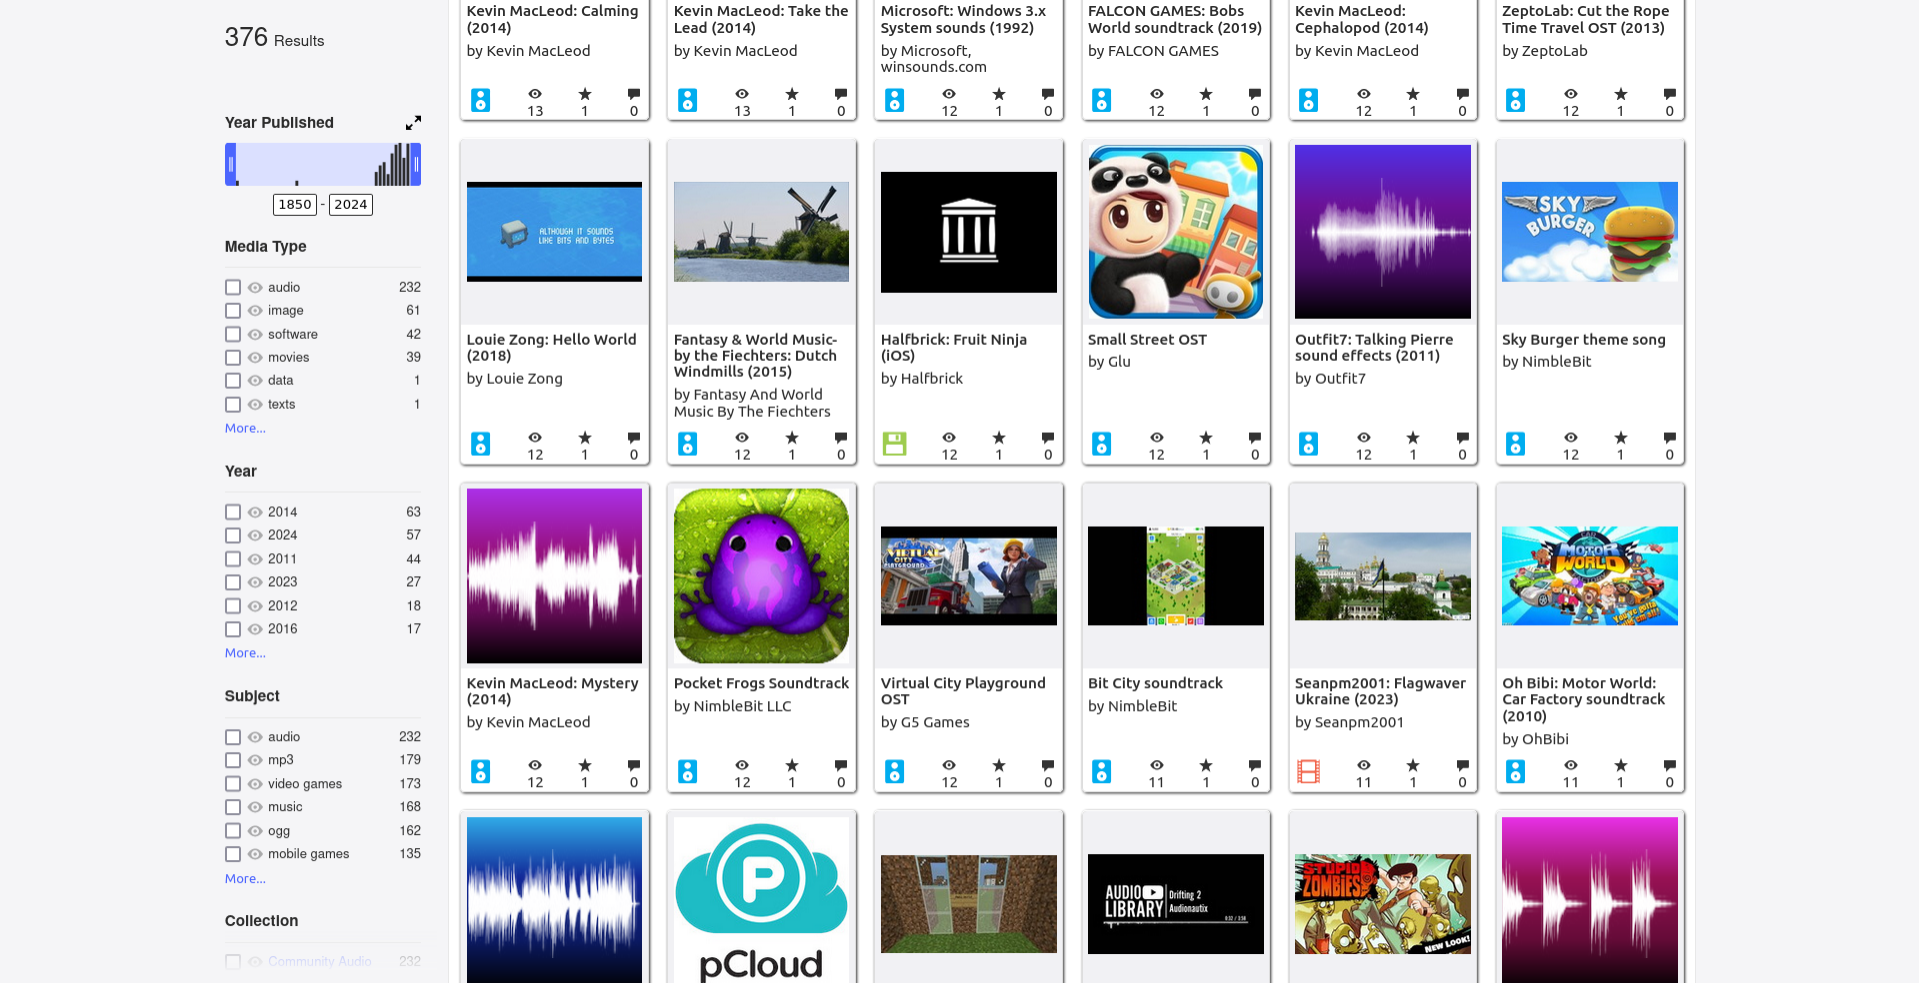 376 Results
Year Published
1850 - 2024
Media Type
audio 232
image 61
software 42
movies 39
data 1
texts 1
More...
Year
2014 63
2024 57
2011 44
2023 27
2012 18
2016 17
More...
Subject
audio 232
mp3 179
video games 173
music 168
ogg 162
mobile games 135
More...
Collection
Community Audio 232
Kevin MacLeod: Calming
(2014)
by Kevin MacLeod
13 1 0
Kevin MacLeod: Take the
Lead (2014)
by Kevin MacLeod
13 1 0
Microsoft: Windows 3.x
System sounds (1992)
by Microsoft,
winsounds.com
12 1 0
FALCON GAMES: Bobs
World soundtrack (2019)
by FALCON GAMES
12 1 0
Kevin MacLeod:
Cephalopod (2014)
by Kevin MacLeod
12 1 0
ZeptoLab: Cut the Rope
Time Travel OST (2013)
by ZeptoLab
12 1 0
ALTHOUGH IT SOUNDS
LIKE BITS AND BYTES
Louie Zong: Hello World
(2018)
by Louie Zong
12 1 0
Fantasy & World Music-
by the Fiechters: Dutch
Windmills (2015)
by Fantasy And World
Music By The Fiechters
12 1 0
Halfbrick: Fruit Ninja
(iOS)
by Halfbrick
12 1 0
Small Street OST
by Glu
12 1 0
Outfit7: Talking Pierre
sound effects (2011)
by Outfit7
12 1 0
SKY
BURGER
Sky Burger theme song
by NimbleBit
12 1 0
Kevin MacLeod: Mystery
(2014)
by Kevin MacLeod
12 1 0
Pocket Frogs Soundtrack
by NimbleBit LLC
12 1 0
VIRTUAL
CITY
PLAYGROUND
Virtual City Playground
OST
by G5 Games
12 1 0
Bit City soundtrack
by NimbleBit
11 1 0
Seanpm2001: Flagwaver
Ukraine (2023)
by Seanpm2001
11 1 0
MOTOR
WORLD
Oh Bibi: Motor World:
Car Factory soundtrack
(2010)
by OhBibi
11 1 0
P
pCloud
AUDIO
LIBRARY
Drifting 2
Audionautix
STUPID
ZOMBIES
NEW LOOK!